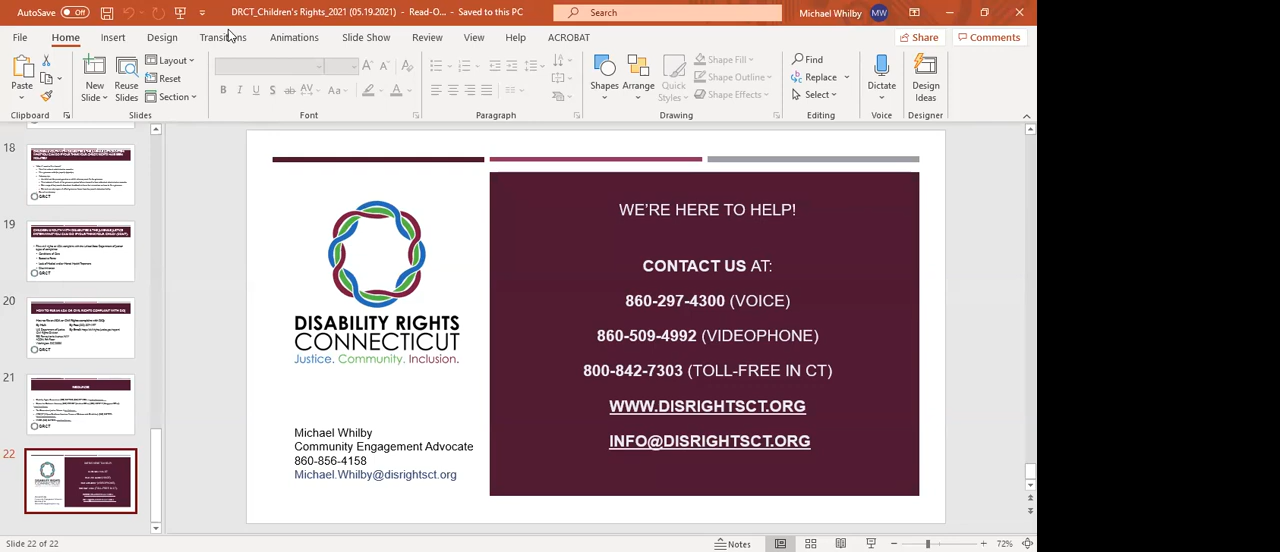 AutoSave Off DRCT_Children's Rights_2021 (05.19.2021) - Read-O... - Saved to this PC Search Michael Whilby MW
File Home Insert Design Transitions Animations Slide Show Review View Help ACROBAT Share Comments
Paste New Slide Reuse Slides Layout Reset Section Shapes Arrange Quick Styles Shape Fill Shape Outline Shape Effects Find Replace Select Dictate Design Ideas
Clipboard Slides Font Paragraph Drawing Editing Voice Designer
18
19
20
21
22
DISABILITY RIGHTS
CONNECTICUT
Justice. Community. Inclusion.
Michael Whilby
Community Engagement Advocate
860-856-4158
Michael.Whilby@disrightsct.org
WE'RE HERE TO HELP!
CONTACT US AT:
860-297-4300 (VOICE)
860-509-4992 (VIDEOPHONE)
800-842-7303 (TOLL-FREE IN CT)
WWW.DISRIGHTSCT.ORG
INFO@DISRIGHTSCT.ORG
Slide 22 of 22 Notes 72%